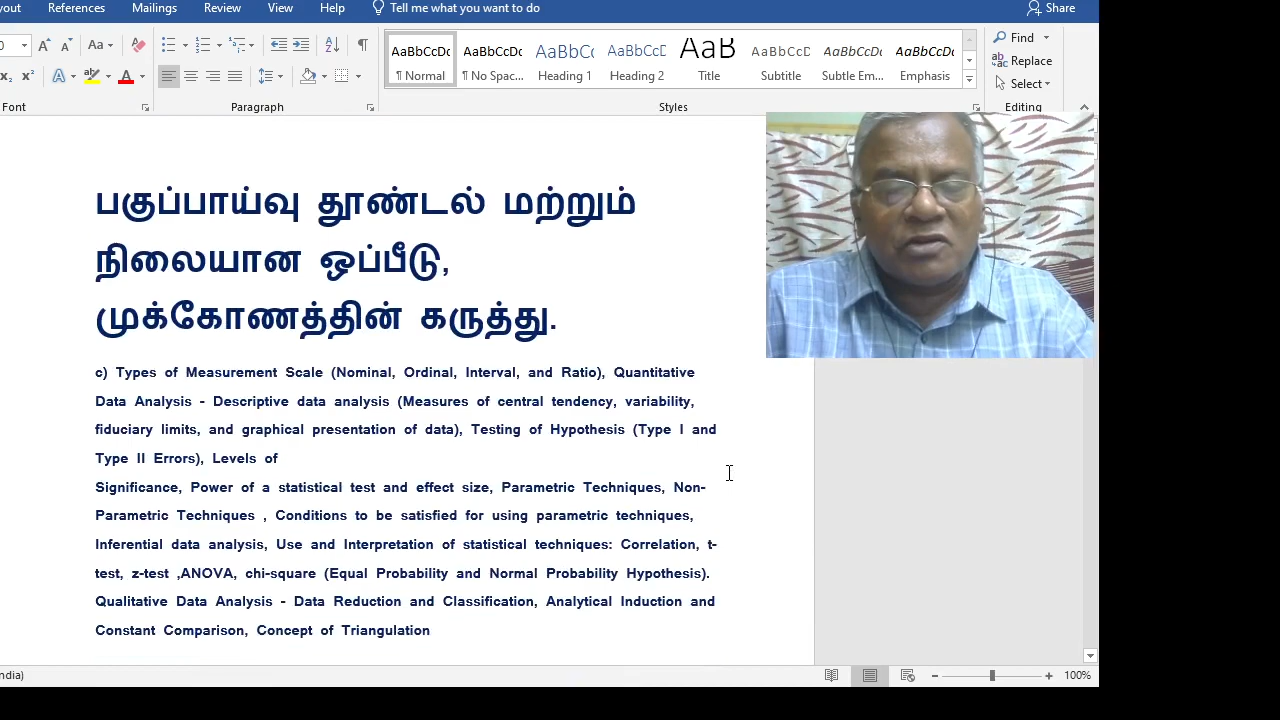 yout References Mailings Review View Help Tell me what you want to do Share
Aa
AaBbCcDc AaBbCcDc AaBbCc AaBbCcD AaB AaBbCcD AaBbCcDc AaBbCcDc
¶ Normal ¶ No Spac... Heading 1 Heading 2 Title Subtitle Subtle Em... Emphasis
Find
Replace
Select
Font Paragraph Styles Editing
பகுப்பாய்வு தூண்டல் மற்றும்
நிலையான ஒப்பீடு,
முக்கோணத்தின் கருத்து.
c) Types of Measurement Scale (Nominal, Ordinal, Interval, and Ratio), Quantitative
Data Analysis - Descriptive data analysis (Measures of central tendency, variability,
fiduciary limits, and graphical presentation of data), Testing of Hypothesis (Type I and
Type II Errors), Levels of
Significance, Power of a statistical test and effect size, Parametric Techniques, Non-
Parametric Techniques , Conditions to be satisfied for using parametric techniques,
Inferential data analysis, Use and Interpretation of statistical techniques: Correlation, t-
test, z-test ,ANOVA, chi-square (Equal Probability and Normal Probability Hypothesis).
Qualitative Data Analysis - Data Reduction and Classification, Analytical Induction and
Constant Comparison, Concept of Triangulation
ndia) 100%